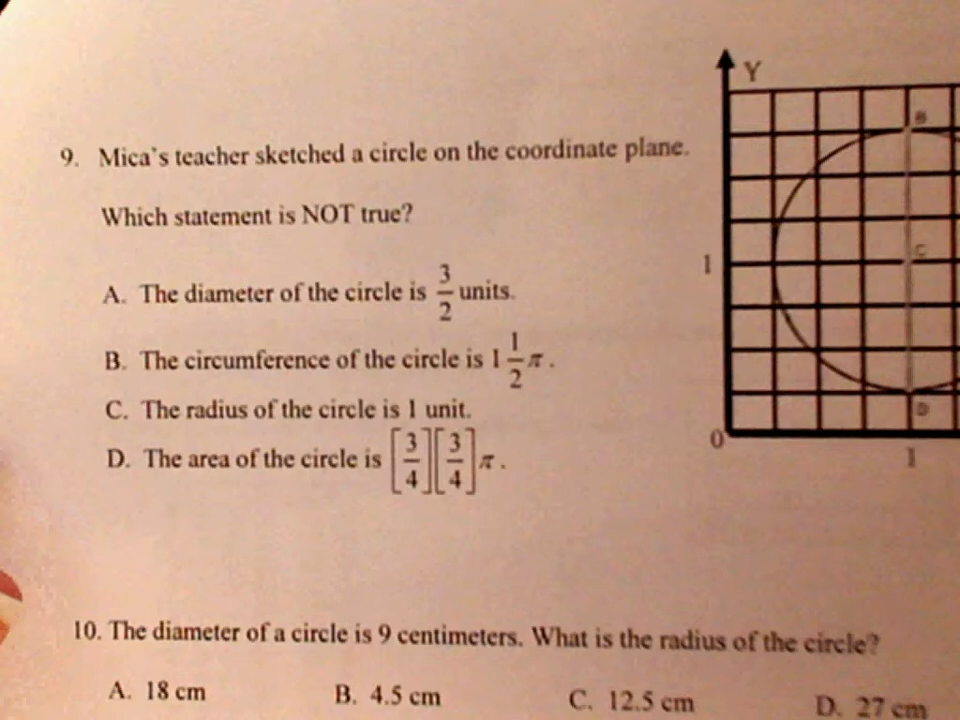 Y
B
9. Mica's teacher sketched a circle on the coordinate plane.
Which statement is NOT true?
C
1
A. The diameter of the circle is 3/2 units.
B. The circumference of the circle is 1 1/2 π.
C. The radius of the circle is 1 unit.
D
0
1
D. The area of the circle is [3/4][3/4] π.
10. The diameter of a circle is 9 centimeters. What is the radius of the circle?
A. 18 cm B. 4.5 cm C. 12.5 cm D. 27 cm